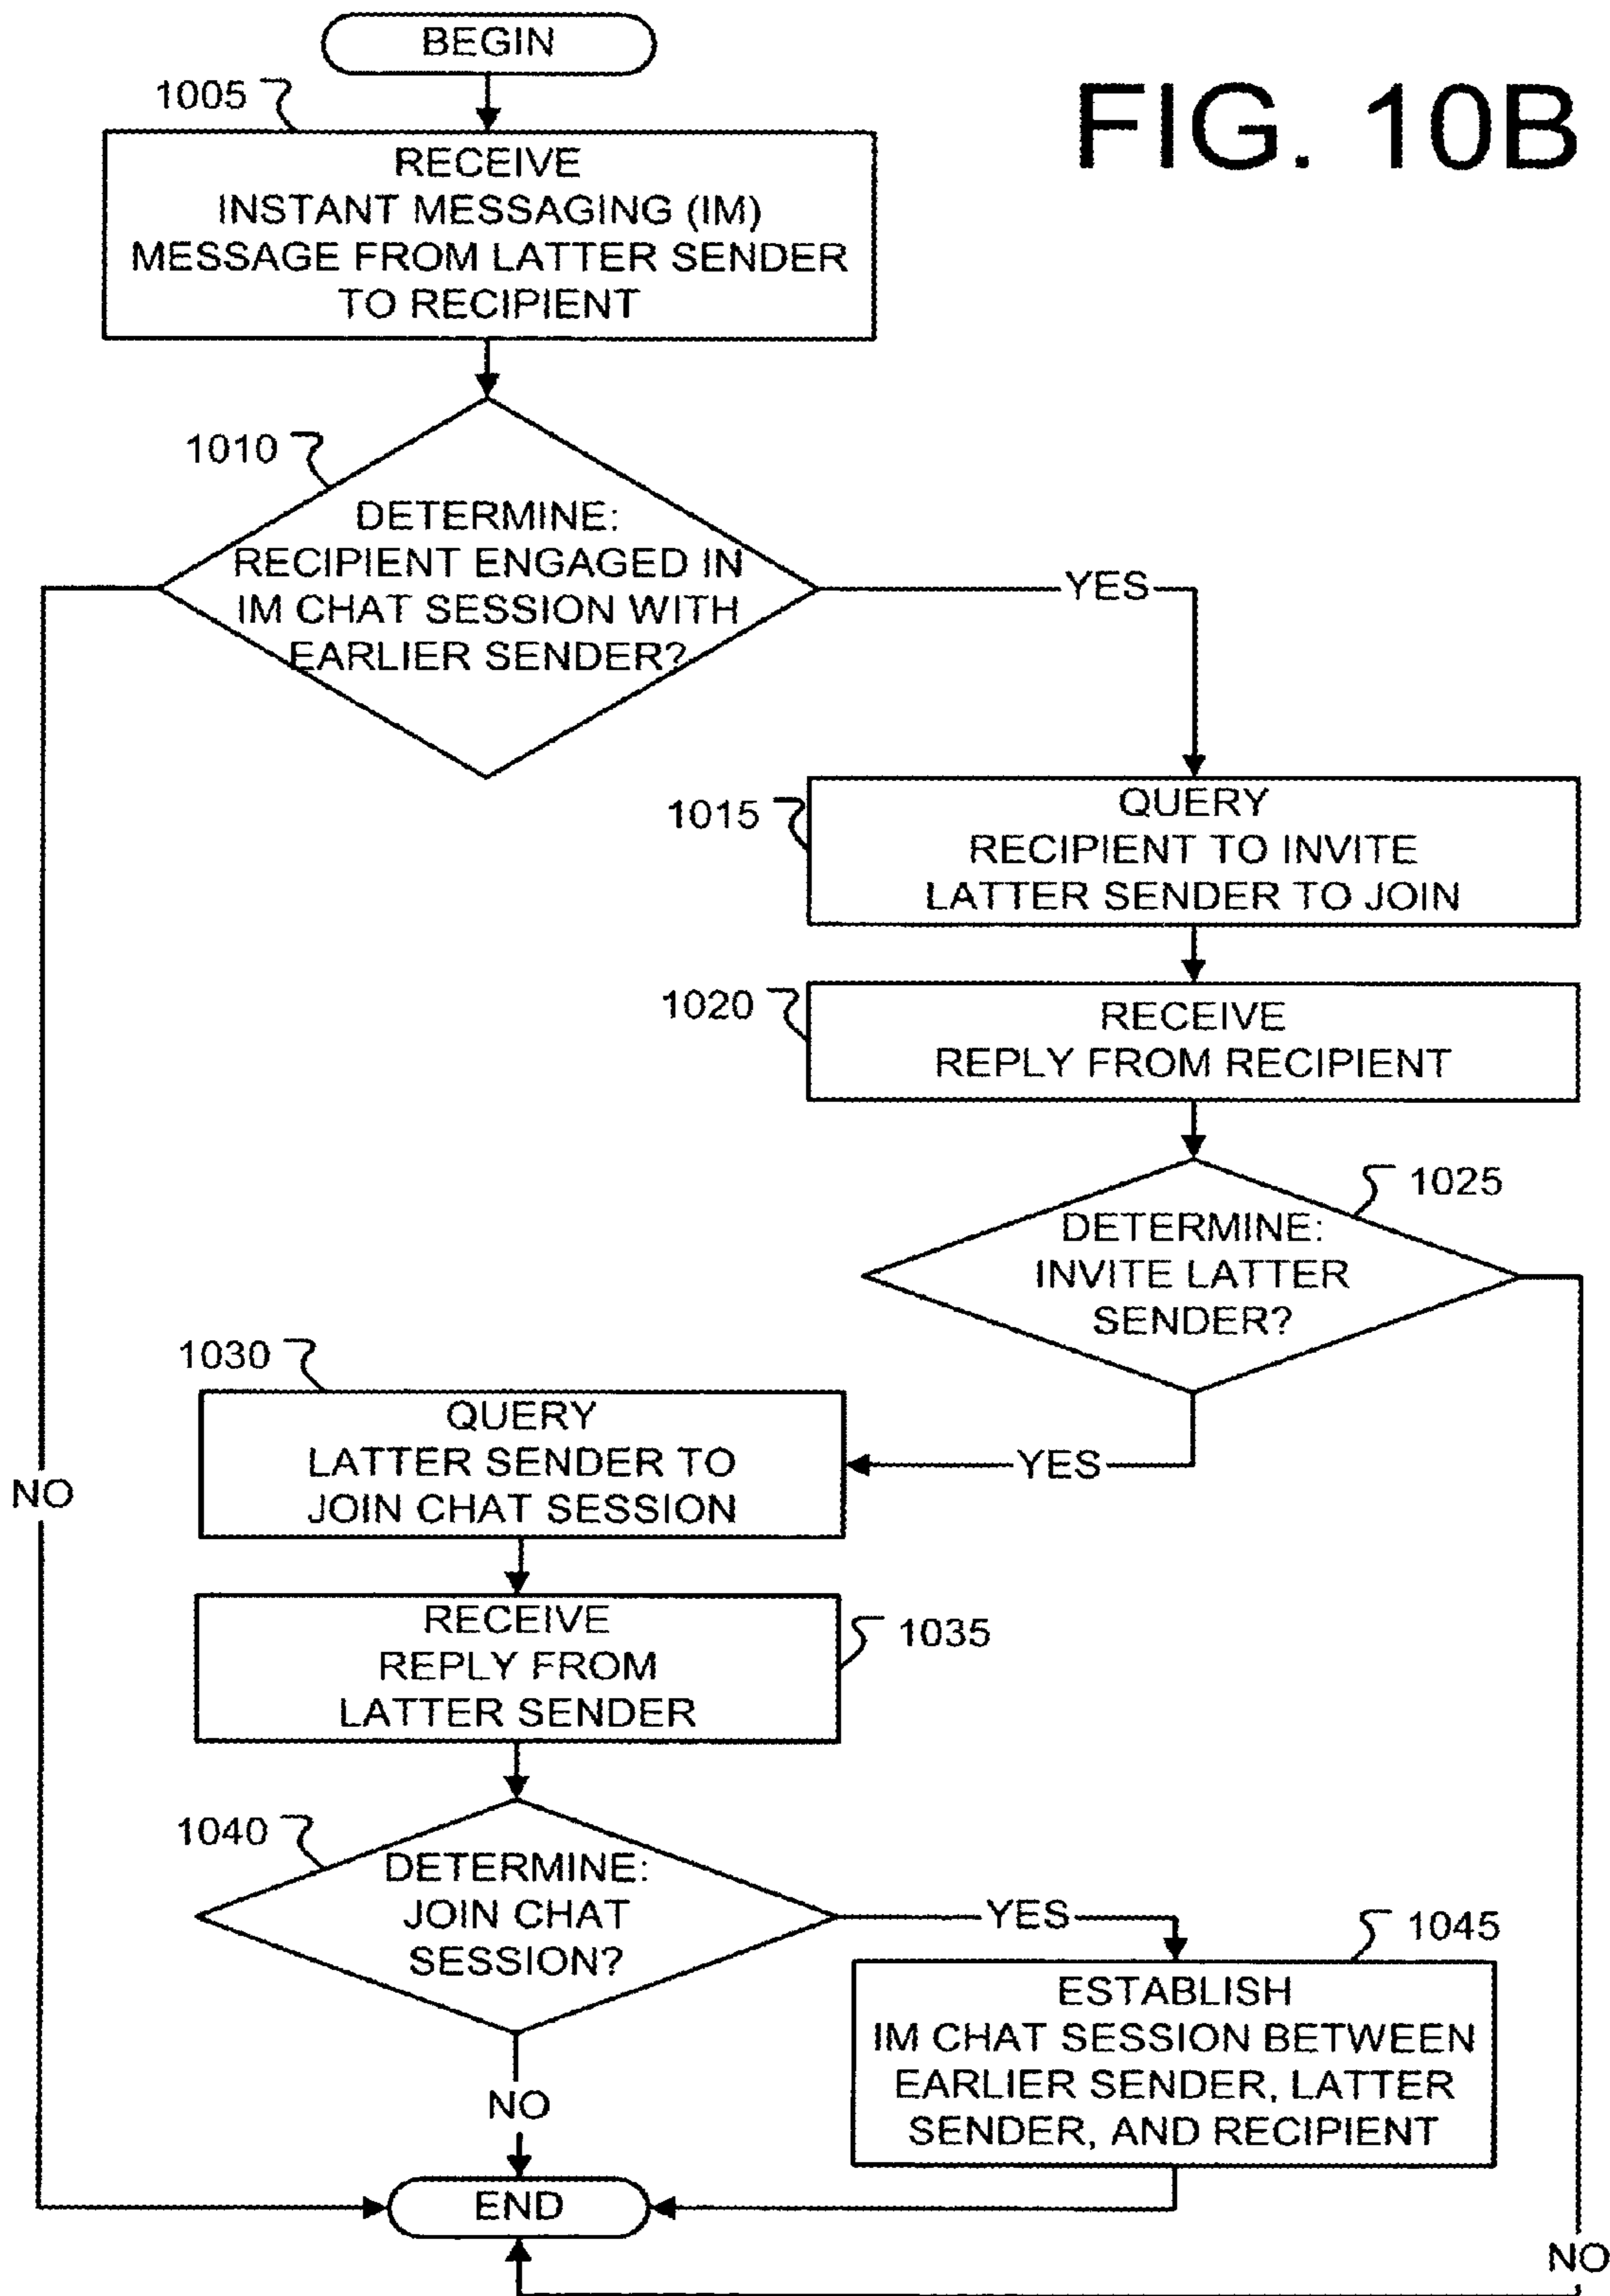 BEGIN
FIG. 10B
1005
RECEIVE
INSTANT MESSAGING (IM)
MESSAGE FROM LATTER SENDER
TO RECIPIENT
1010
DETERMINE:
RECIPIENT ENGAGED IN
IM CHAT SESSION WITH
EARLIER SENDER?
YES
1015
QUERY
RECIPIENT TO INVITE
LATTER SENDER TO JOIN
1020
RECEIVE
REPLY FROM RECIPIENT
1025
DETERMINE:
INVITE LATTER
SENDER?
YES
1030
QUERY
LATTER SENDER TO
JOIN CHAT SESSION
NO
1035
RECEIVE
REPLY FROM
LATTER SENDER
1040
DETERMINE:
JOIN CHAT
SESSION?
YES
1045
ESTABLISH
IM CHAT SESSION BETWEEN
EARLIER SENDER, LATTER
SENDER, AND RECIPIENT
NO
END
NO